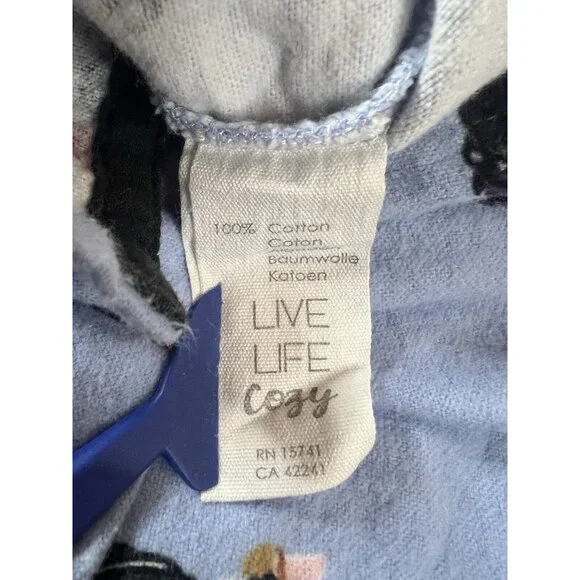 100% Cotton
Coton
Baumwolle
Katoen
LIVE
LIFE
Cozy
RN 15741
CA 42241